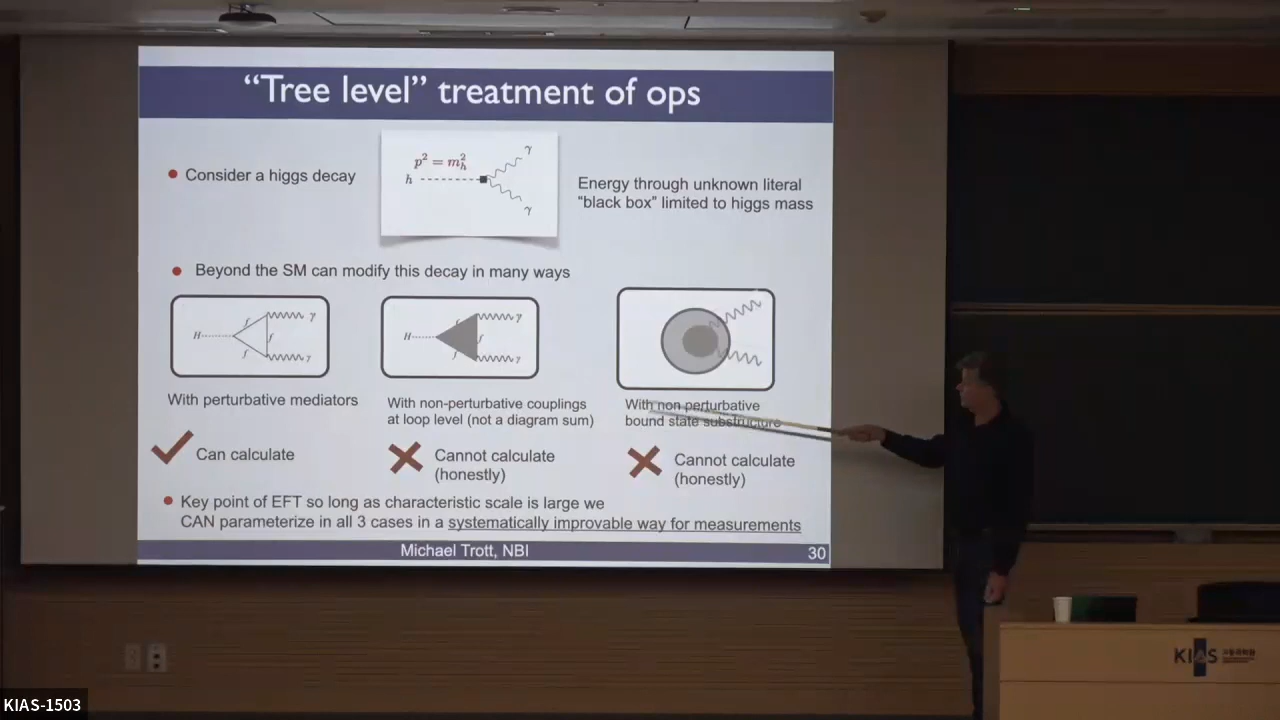 “Tree level” treatment of ops
Consider a higgs decay
p² = m_h²
h
γ
γ
Energy through unknown literal
"black box" limited to higgs mass
Beyond the SM can modify this decay in many ways
H
f
f
f
γ
γ
H
f
f
f
γ
γ
With perturbative mediators
With non-perturbative couplings
at loop level (not a diagram sum)
With non perturbative
bound state substructure
Can calculate
Cannot calculate
(honestly)
Cannot calculate
(honestly)
Key point of EFT so long as characteristic scale is large we
CAN parameterize in all 3 cases in a systematically improvable way for measurements
Michael Trott, NBI
30
KIAS
KIAS-1503